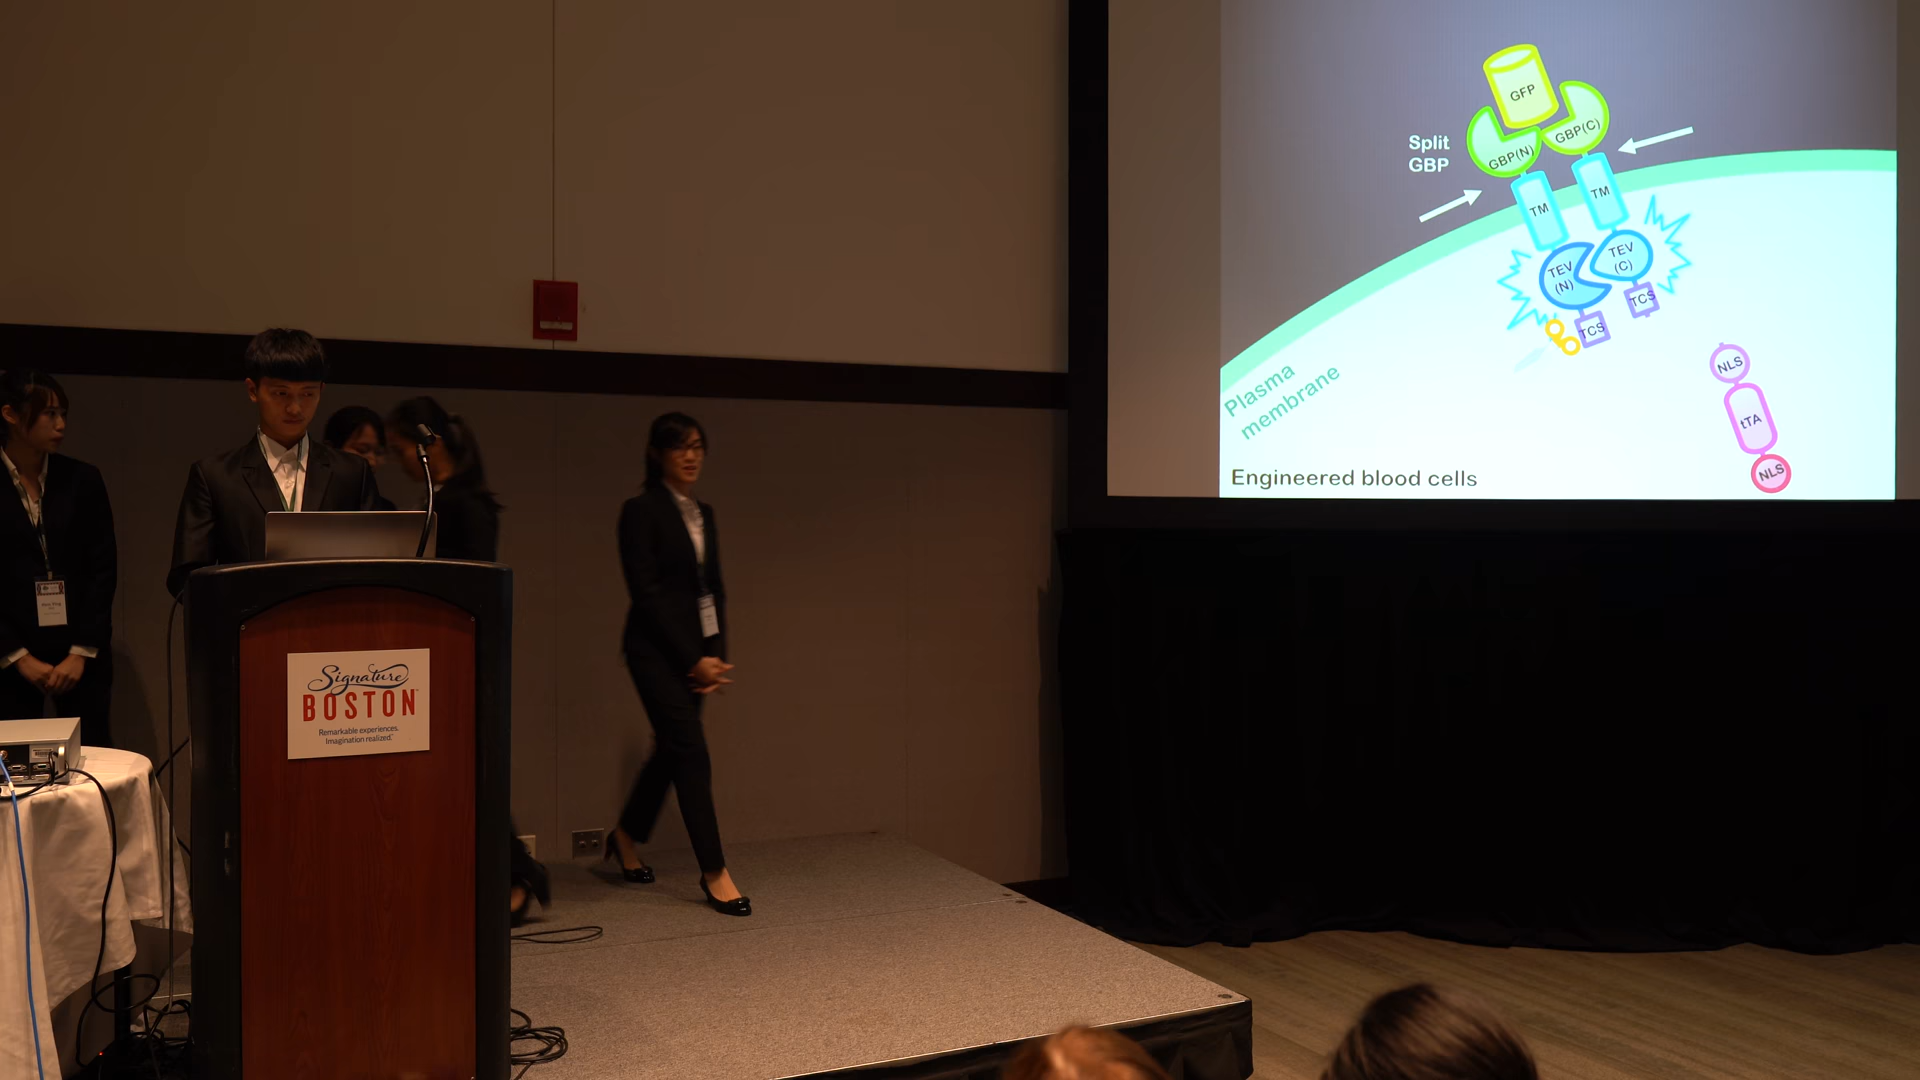 GFP
Split
GBP
GBP(N)
GBP(C)
TM
TM
TEV
(N)
TEV
(C)
TCS
TCS
NLS
tTA
NLS
Plasma
membrane
Engineered blood cells
Signature
BOSTON
Remarkable experiences.
Imagination realized.